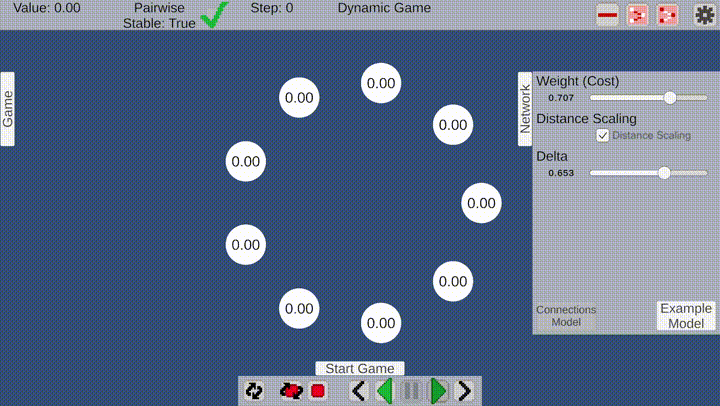 Value: 0.00
Pairwise
Stable: True
Step: 0
Dynamic Game
Game
Network
Weight (Cost)
0.707
Distance Scaling
Distance Scaling
Delta
0.653
0.00
0.00
0.00
0.00
0.00
0.00
0.00
0.00
0.00
Connections
Model
Example
Model
Start Game